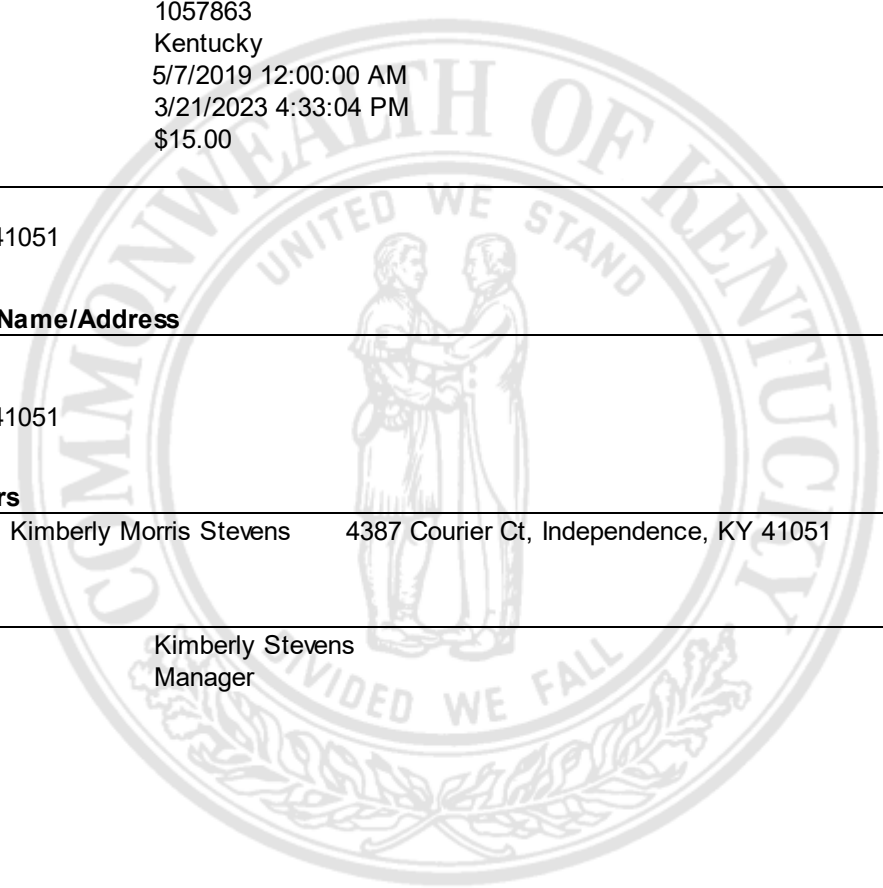 1057863
Kentucky
5/7/2019 12:00:00 AM
3/21/2023 4:33:04 PM
$15.00
41051
Name/Address
41051
rs
Kimberly Morris Stevens 4387 Courier Ct, Independence, KY 41051
Kimberly Stevens
Manager
COMMONWEALTH OF KENTUCKY
UNITED WE STAND
DIVIDED WE FALL